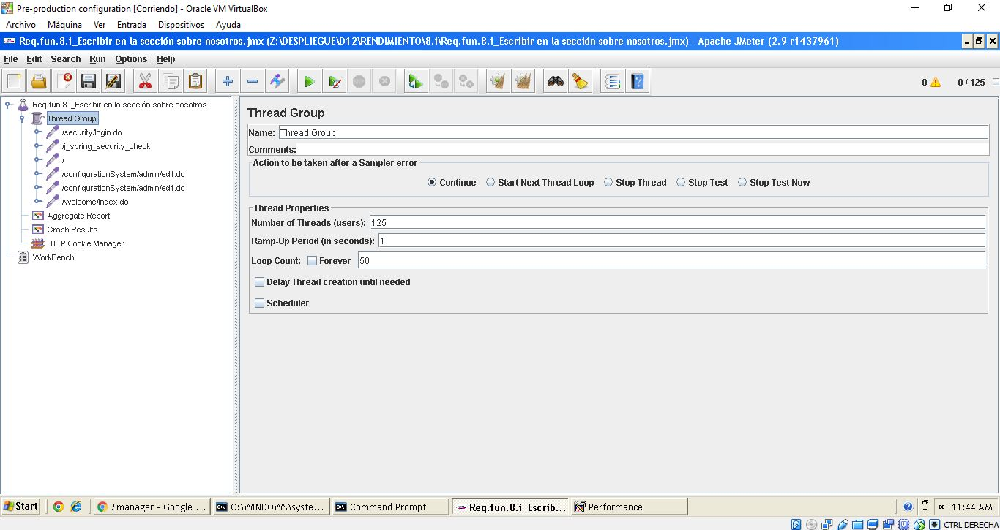 Pre-production configuration [Corriendo] - Oracle VM VirtualBox
Archivo Máquina Ver Entrada Dispositivos Ayuda
Req.fun.8.i_Escribir en la sección sobre nosotros.jmx (Z:\DESPLIEGUE\D12\RENDIMIENTO\8.i\Req.fun.8.i_Escribir en la sección sobre nosotros.jmx) - Apache JMeter (2.9 r1437961)
File Edit Search Run Options Help
0 0 / 125
Req.fun.8.i_Escribir en la sección sobre nosotros
Thread Group
/security/login.do
/j_spring_security_check
/
/configurationSystem/admin/edit.do
/configurationSystem/admin/edit.do
/welcome/index.do
Aggregate Report
Graph Results
HTTP Cookie Manager
WorkBench
Thread Group
Name: Thread Group
Comments:
Action to be taken after a Sampler error
Continue Start Next Thread Loop Stop Thread Stop Test Stop Test Now
Thread Properties
Number of Threads (users): 125
Ramp-Up Period (in seconds): 1
Loop Count: Forever 50
Delay Thread creation until needed
Scheduler
Start /manager - Google ... C:\WINDOWS\syste... Command Prompt Req.fun.8.i_Escrib... Performance « 11:44 AM
CTRL DERECHA